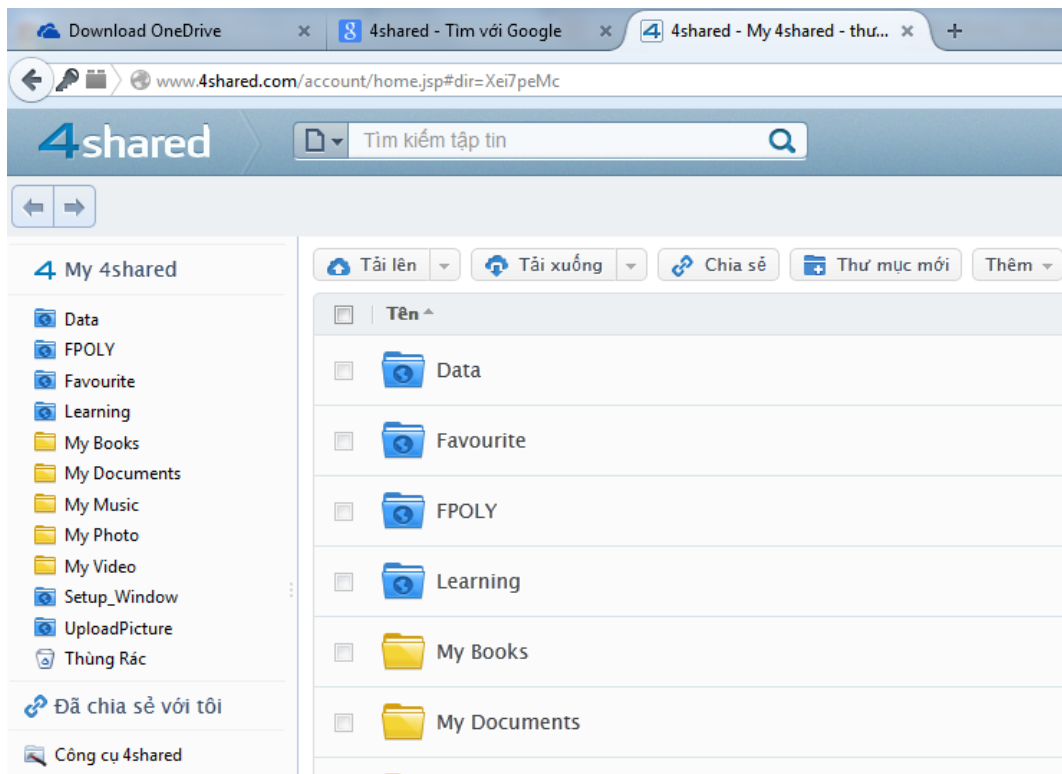 Download OneDrive
4shared - Tìm với Google
4shared - My 4shared - thư...
www.4shared.com/account/home.jsp#dir=Xei7peMc
4shared
Tìm kiếm tập tin
4 My 4shared
Tải lên
Tải xuống
Chia sẻ
Thư mục mới
Thêm
Data
FPOLY
Favourite
Learning
My Books
My Documents
My Music
My Photo
My Video
Setup_Window
UploadPicture
Thùng Rác
Đã chia sẻ với tôi
Công cụ 4shared
Tên
Data
Favourite
FPOLY
Learning
My Books
My Documents